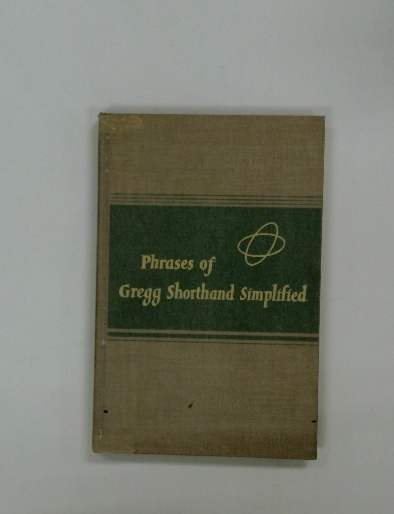 Phrases of
Gregg Shorthand Simplified